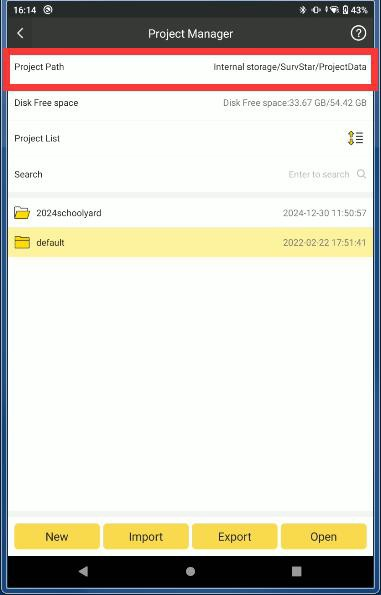 16:14 43%
Project Manager ?
Project Path Internal storage/SurvStar/ProjectData
Disk Free space Disk Free space:33.67 GB/54.42 GB
Project List
Search Enter to search
2024schoolyard 2024-12-30 11:50:57
default 2022-02-22 17:51:41
New Import Export Open